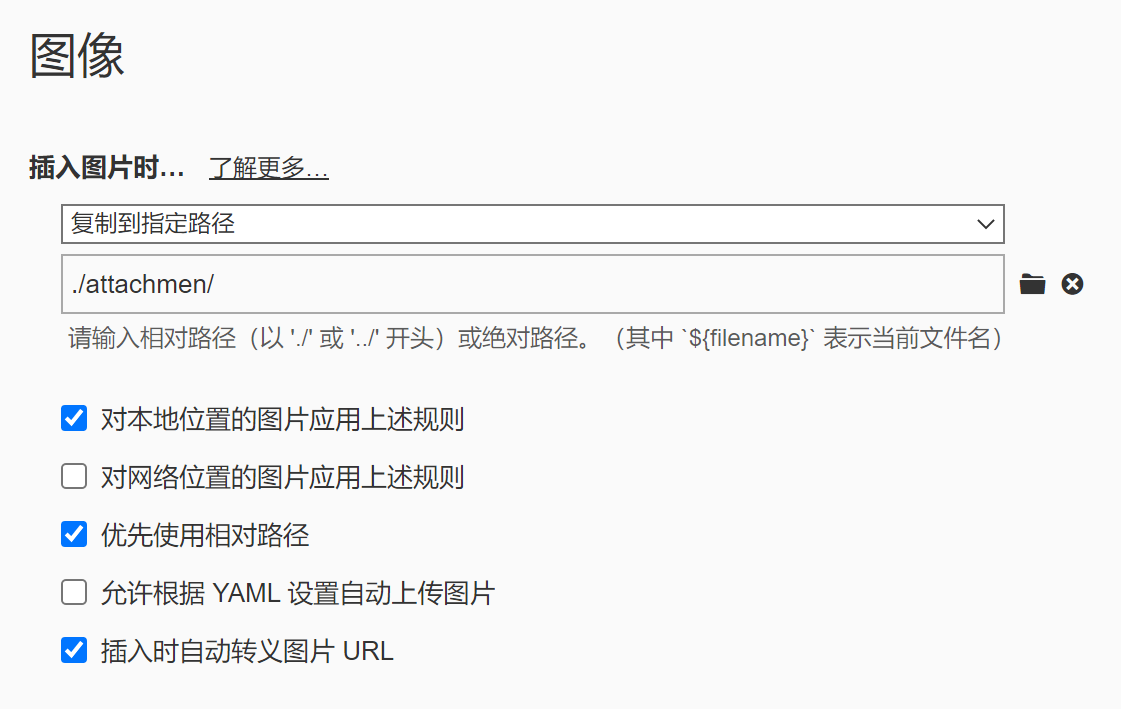 图像
插入图片时… 了解更多…
复制到指定路径
./attachmen/
请输入相对路径（以 './' 或 '../' 开头）或绝对路径。（其中 `${filename}` 表示当前文件名）
对本地位置的图片应用上述规则
对网络位置的图片应用上述规则
优先使用相对路径
允许根据 YAML 设置自动上传图片
插入时自动转义图片 URL